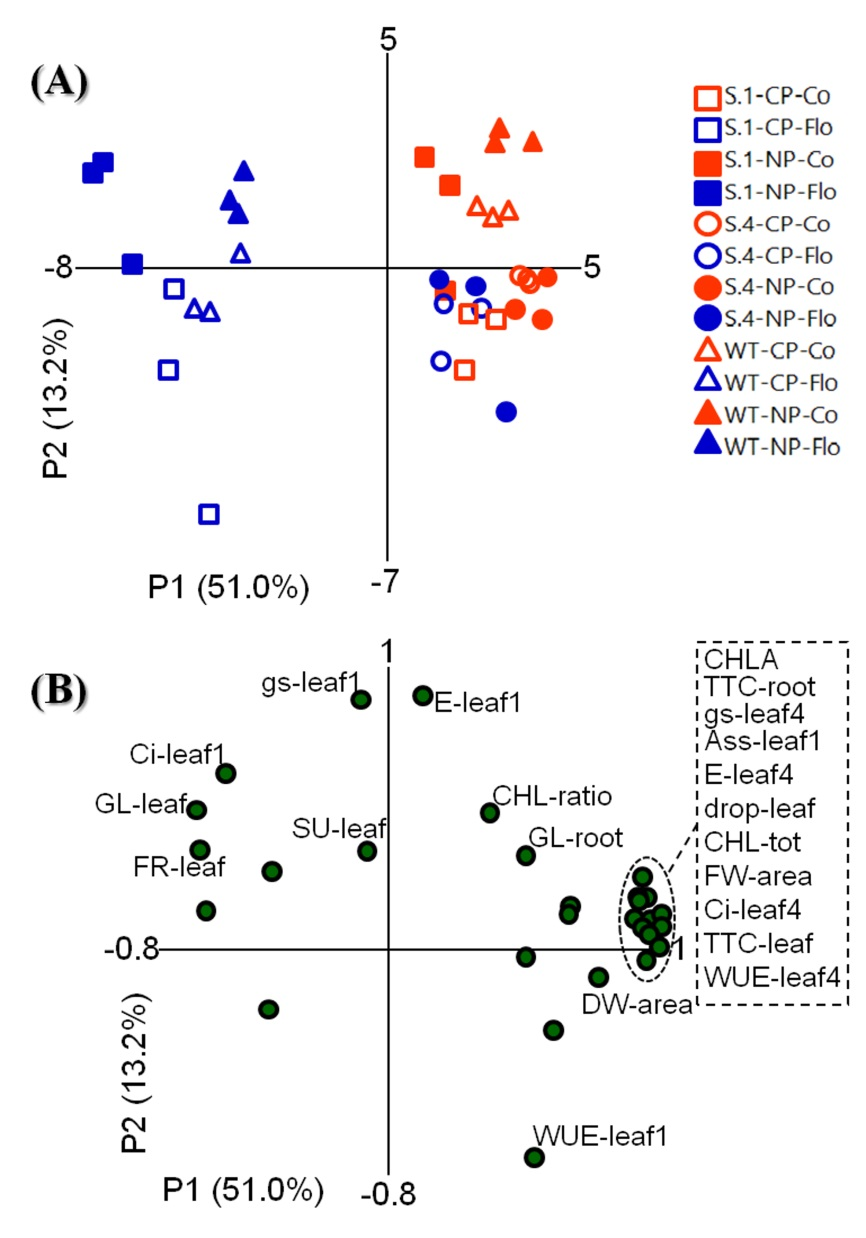 5
(A)
S.1-CP-Co
S.1-CP-Flo
S.1-NP-Co
S.1-NP-Flo
S.4-CP-Co
S.4-CP-Flo
S.4-NP-Co
S.4-NP-Flo
WT-CP-Co
WT-CP-Flo
WT-NP-Co
WT-NP-Flo
-8
5
P2 (13.2%)
P1 (51.0%)
-7
1
(B)
gs-leaf1
E-leaf1
Ci-leaf1
GL-leaf
SU-leaf
FR-leaf
CHL-ratio
GL-root
CHLA
TTC-root
gs-leaf4
Ass-leaf1
E-leaf4
drop-leaf
CHL-tot
FW-area
Ci-leaf4
TTC-leaf
WUE-leaf4
-0.8
1
DW-area
WUE-leaf1
P2 (13.2%)
P1 (51.0%)
-0.8